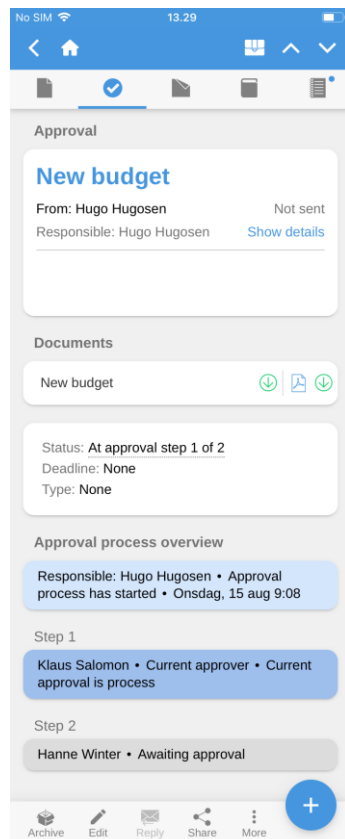 No SIM 13.29
Approval
New budget
From: Hugo Hugosen Not sent
Responsible: Hugo Hugosen Show details
Documents
New budget
Status: At approval step 1 of 2
Deadline: None
Type: None
Approval process overview
Responsible: Hugo Hugosen • Approval
process has started • Onsdag, 15 aug 9:08
Step 1
Klaus Salomon • Current approver • Current
approval is process
Step 2
Hanne Winter • Awaiting approval
Archive Edit Reply Share More